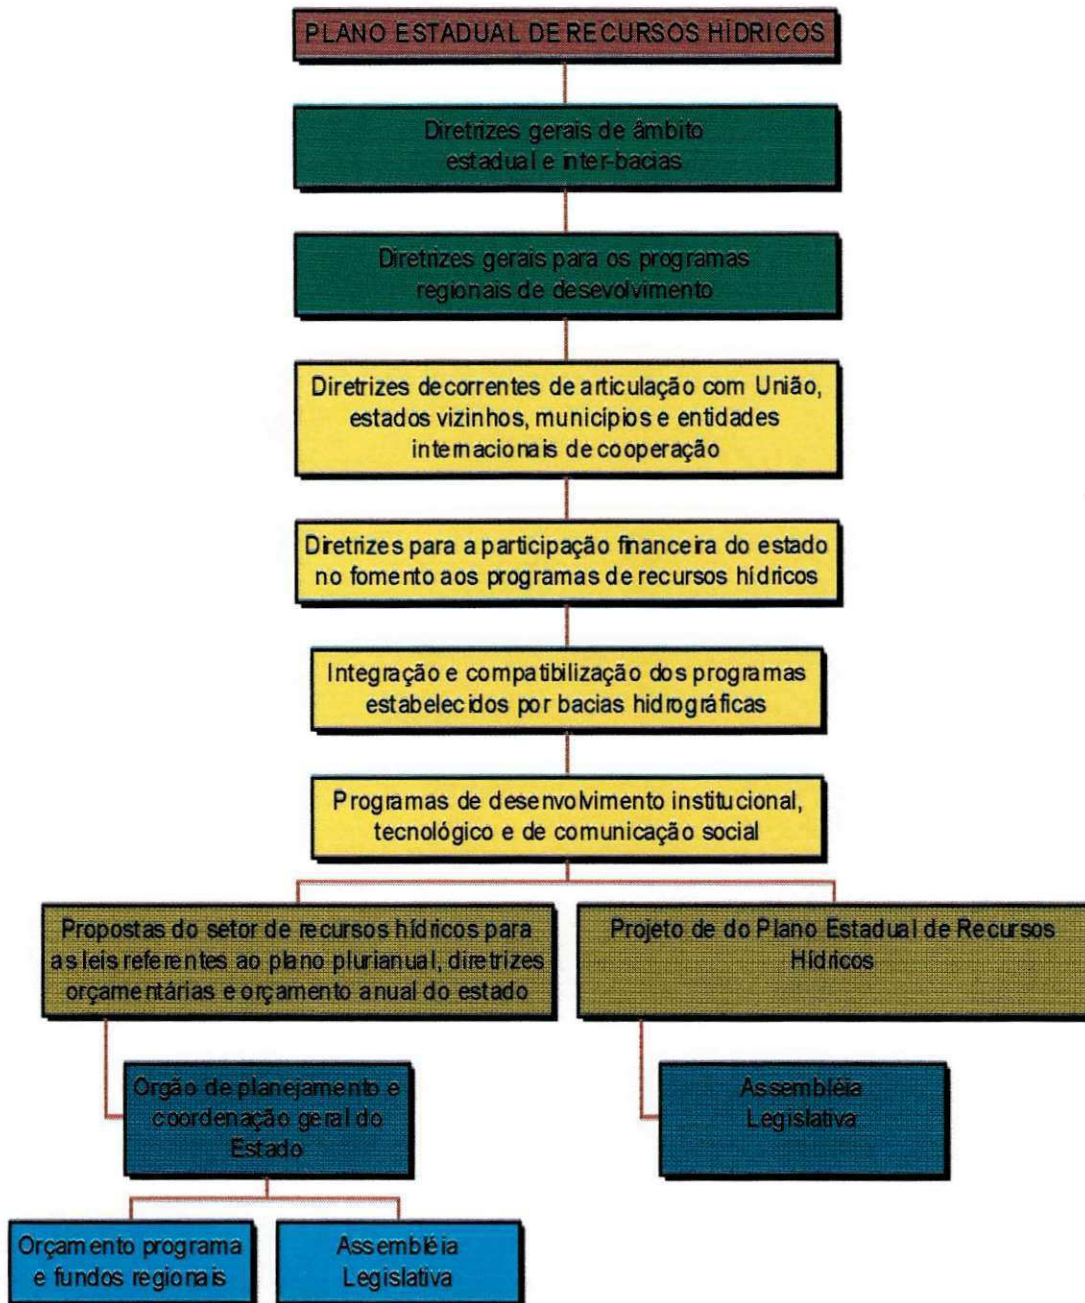 PLANO ESTADUAL DE RECURSOS HÍDRICOS
Diretrizes gerais de âmbito
estadual e inter-bacias
Diretrizes gerais para os programas
regionais de desevolvimento
Diretrizes decorrentes de articulação com União,
estados vizinhos, municípios e entidades
internacionais de cooperação
Diretrizes para a participação financeira do estado
no fomento aos programas de recursos hídricos
Integração e compatibilização dos programas
estabelecidos por bacias hidrográficas
Programas de desenvolvimento institucional,
tecnológico e de comunicação social
Propostas do setor de recursos hídricos para
as leis referentes ao plano plurianual, diretrizes
orçamentárias e orçamento anual do estado
Projeto de do Plano Estadual de Recursos
Hídricos
Orgão de planejamento e
coordenação geral do
Estado
Assembléia
Legislativa
Orçamento programa
e fundos regionais
Assembléia
Legislativa